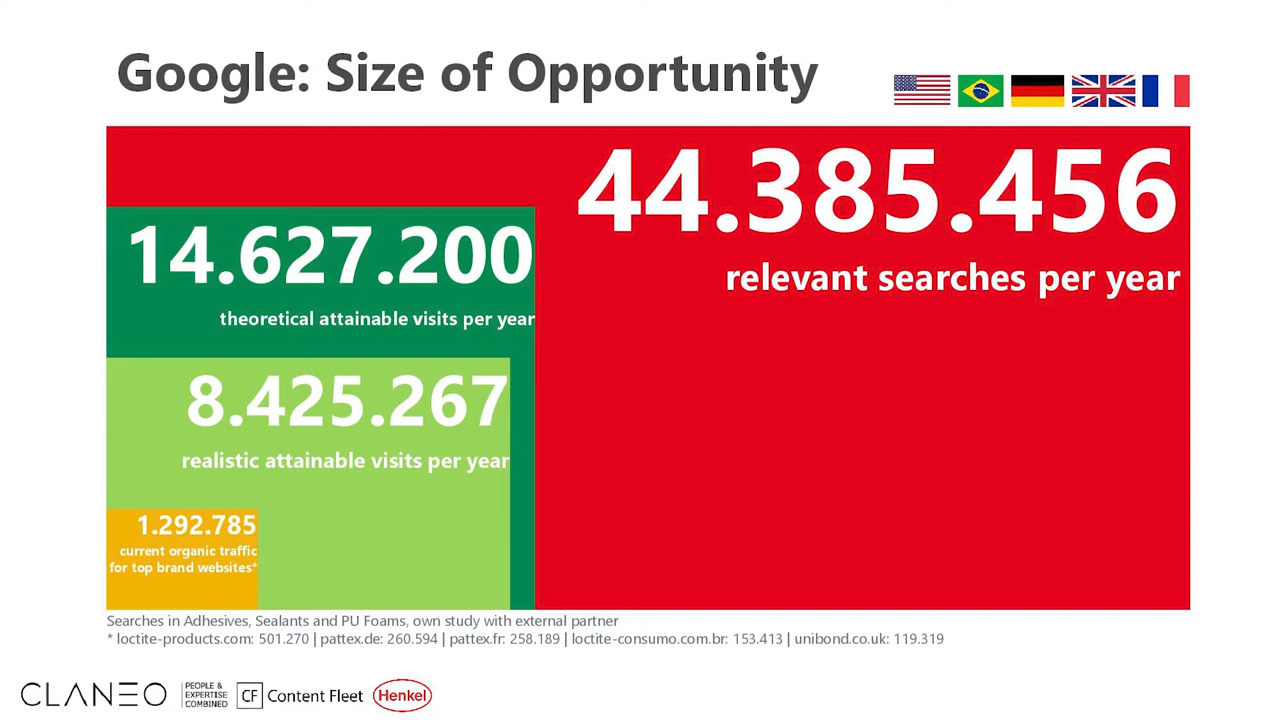 Google: Size of Opportunity
44.385.456
relevant searches per year
14.627.200
theoretical attainable visits per year
8.425.267
realistic attainable visits per year
1.292.785
current organic traffic
for top brand websites*
Searches in Adhesives, Sealants and PU Foams, own study with external partner
* loctite-products.com: 501.270 | pattex.de: 260.594 | pattex.fr: 258.189 | loctite-consumo.com.br: 153.413 | unibond.co.uk: 119.319
CLANEO
PEOPLE &
EXPERTISE
COMBINED
CF Content Fleet
Henkel